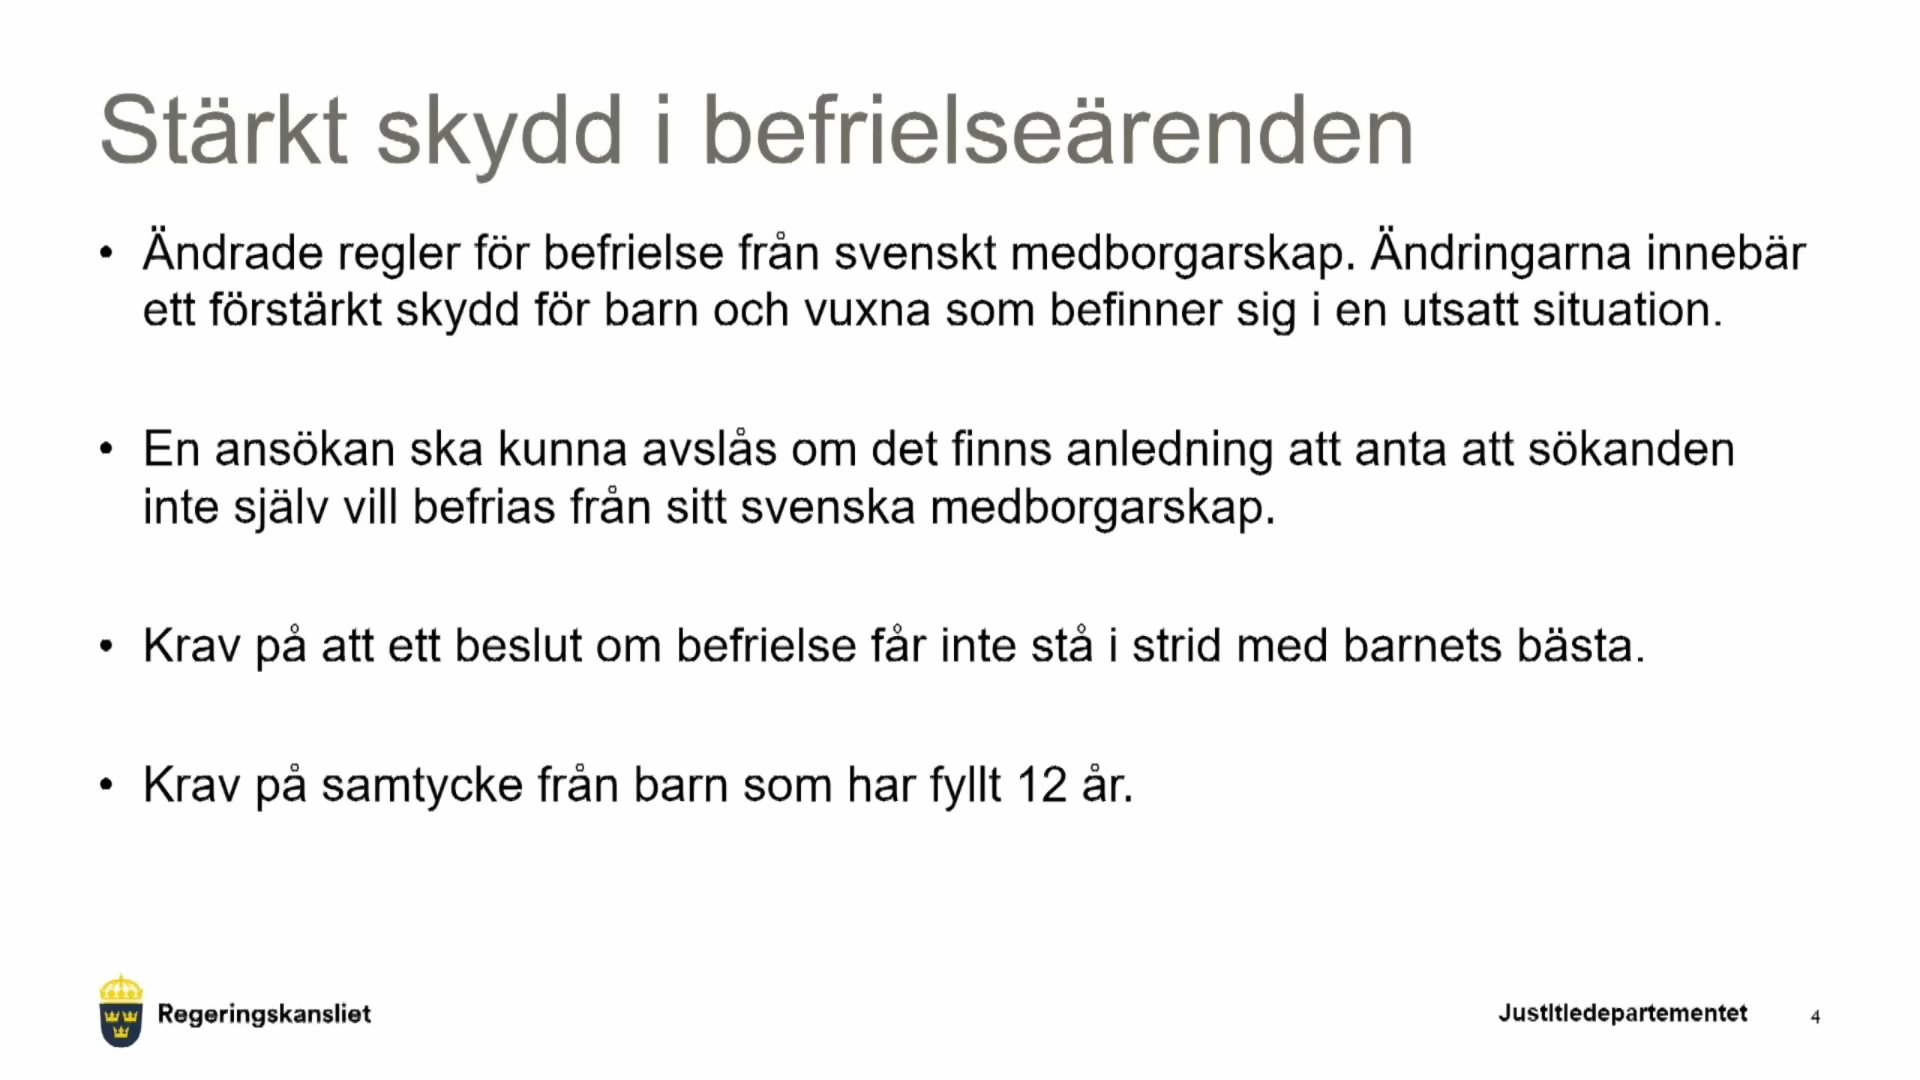 Stärkt skydd i befrielseärenden
• Ändrade regler för befrielse från svenskt medborgarskap. Ändringarna innebär
ett förstärkt skydd för barn och vuxna som befinner sig i en utsatt situation.
• En ansökan ska kunna avslås om det finns anledning att anta att sökanden
inte själv vill befrias från sitt svenska medborgarskap.
• Krav på att ett beslut om befrielse får inte stå i strid med barnets bästa.
• Krav på samtycke från barn som har fyllt 12 år.
Regeringskansliet
Justitiedepartementet
4